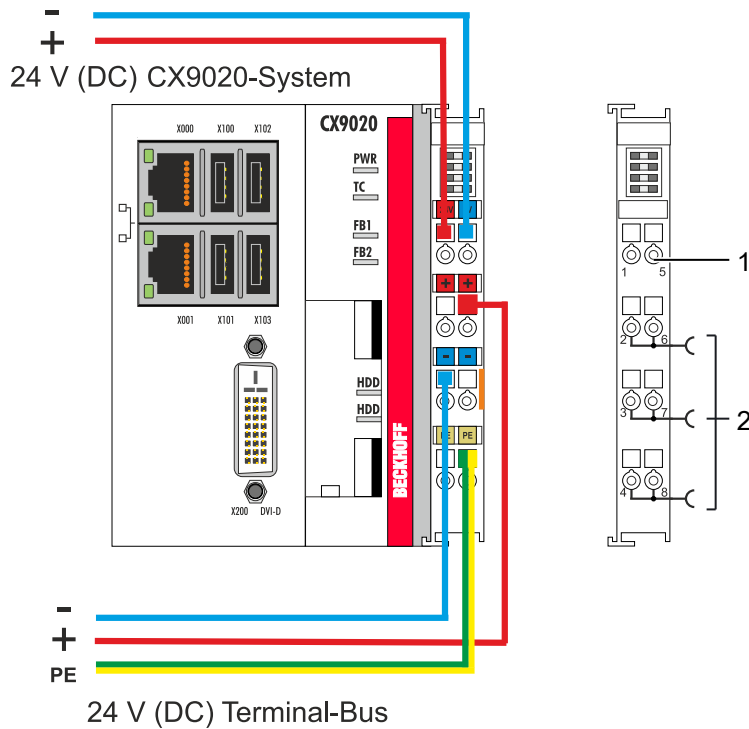 -
+
24 V (DC) CX9020-System
X000 X100 X102
CX9020
PWR
TC
FB1
FB2
X001 X101 X103
HDD
HDD
BECKHOFF
X200 DVI-D
+ +
- -
PE PE
1 5
2 6
3 7
4 8
1
2
-
+
PE
24 V (DC) Terminal-Bus